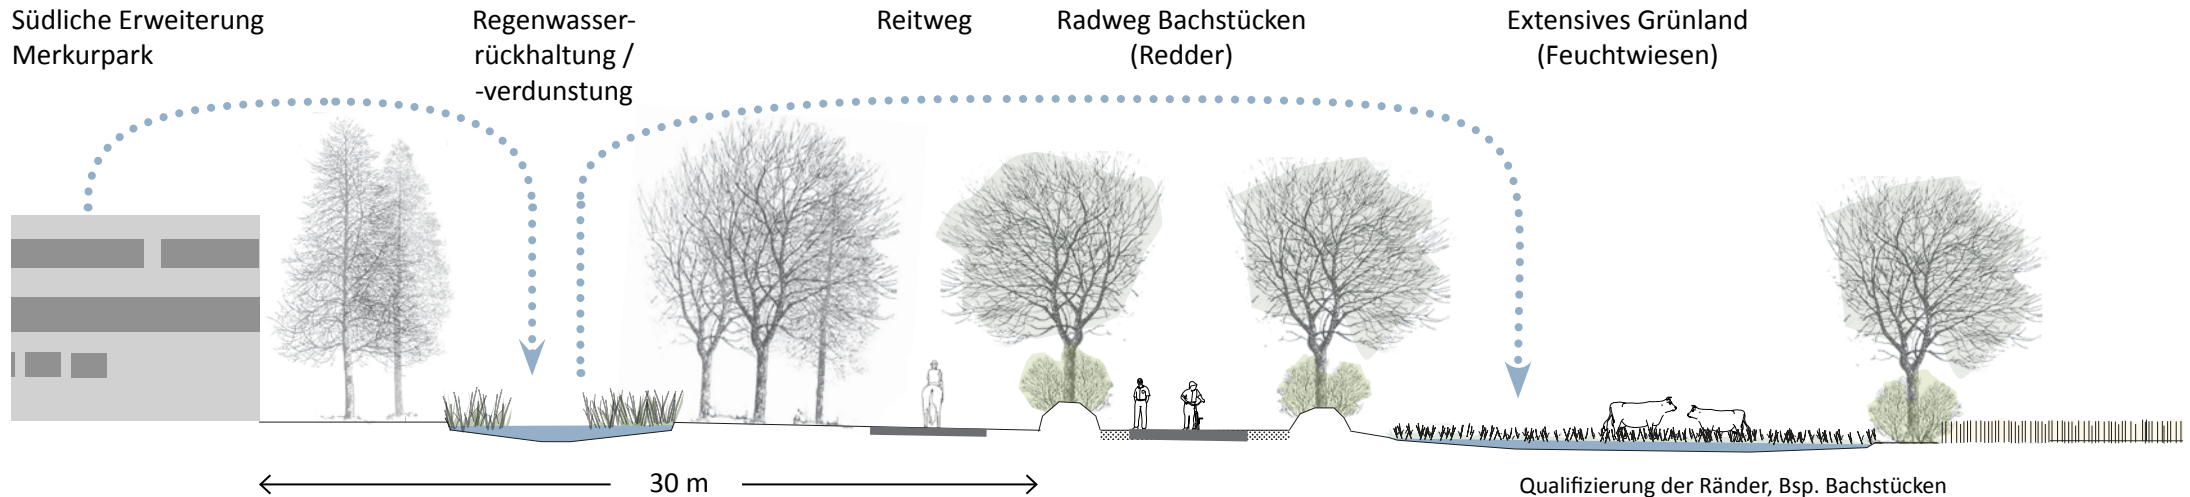 Südliche Erweiterung
Merkurpark
Regenwasser-
rückhaltung /
-verdunstung
Reitweg
Radweg Bachstücken
(Redder)
Extensives Grünland
(Feuchtwiesen)
30 m
Qualifizierung der Ränder, Bsp. Bachstücken